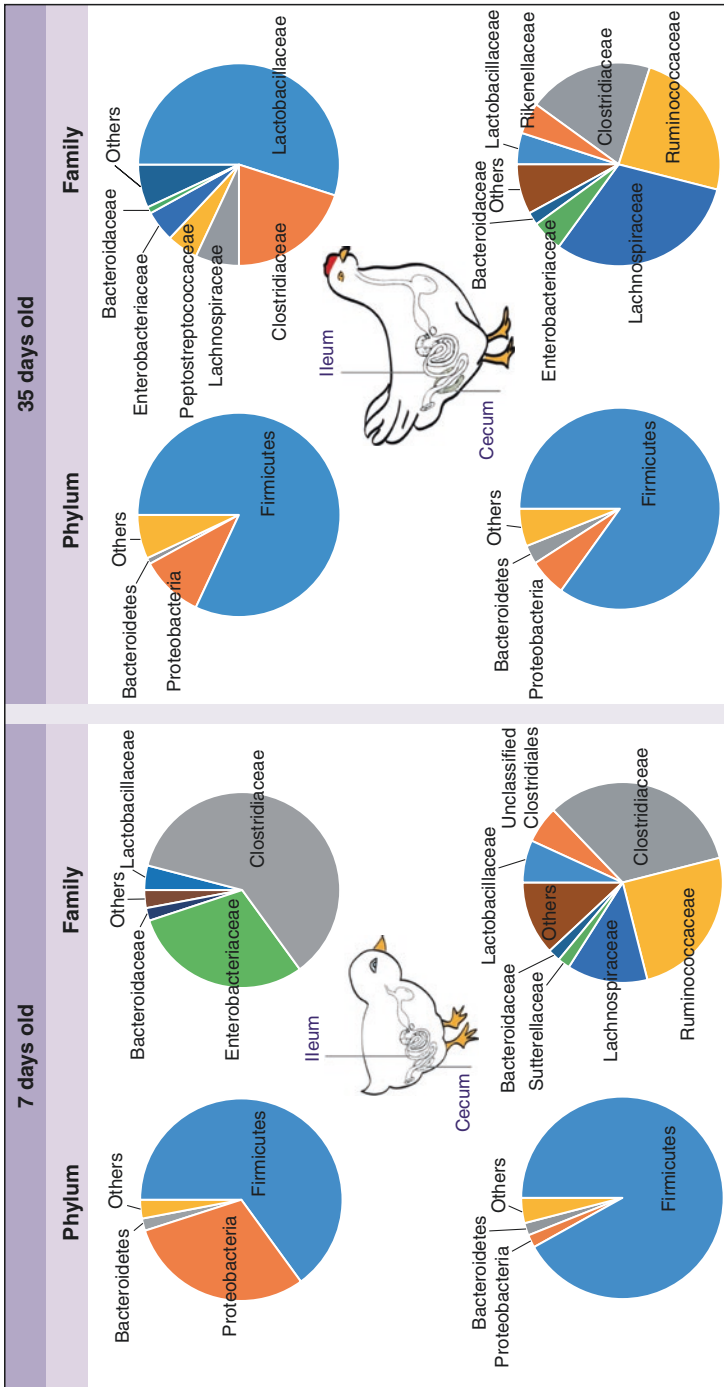 7 days old
35 days old
Phylum
Family
Phylum
Family
Bacteroidetes
Others
Proteobacteria
Firmicutes
Bacteroidaceae
Others
Lactobacillaceae
Enterobacteriaceae
Clostridiaceae
Ileum
Cecum
Bacteroidetes
Proteobacteria
Others
Firmicutes
Bacteroidaceae
Sutterellaceae
Lactobacillaceae
Others
Unclassified
Clostridiales
Lachnospiraceae
Clostridiaceae
Ruminococcaceae
Bacteroidetes
Others
Proteobacteria
Firmicutes
Bacteroidaceae
Others
Enterobacteriaceae
Peptostreptococcaceae
Lachnospiraceae
Lactobacillaceae
Clostridiaceae
Ileum
Cecum
Bacteroidetes
Others
Proteobacteria
Firmicutes
Bacteroidaceae
Others
Lactobacillaceae
Rikenellaceae
Enterobacteriaceae
Clostridiaceae
Lachnospiraceae
Ruminococcaceae